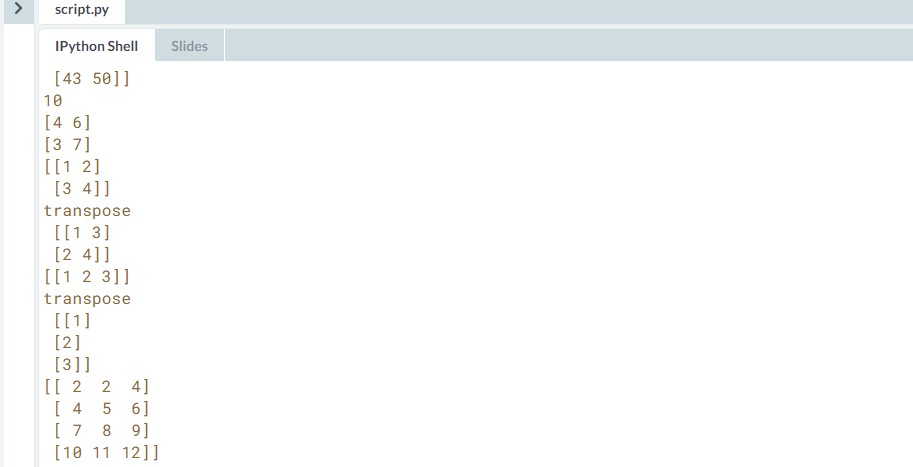 script.py
IPython Shell Slides
[43 50]]
10
[4 6]
[3 7]
[[1 2]
[3 4]]
transpose
[[1 3]
[2 4]]
[[1 2 3]]
transpose
[[1]
[2]
[3]]
[[ 2  2  4]
[ 4  5  6]
[ 7  8  9]
[10 11 12]]